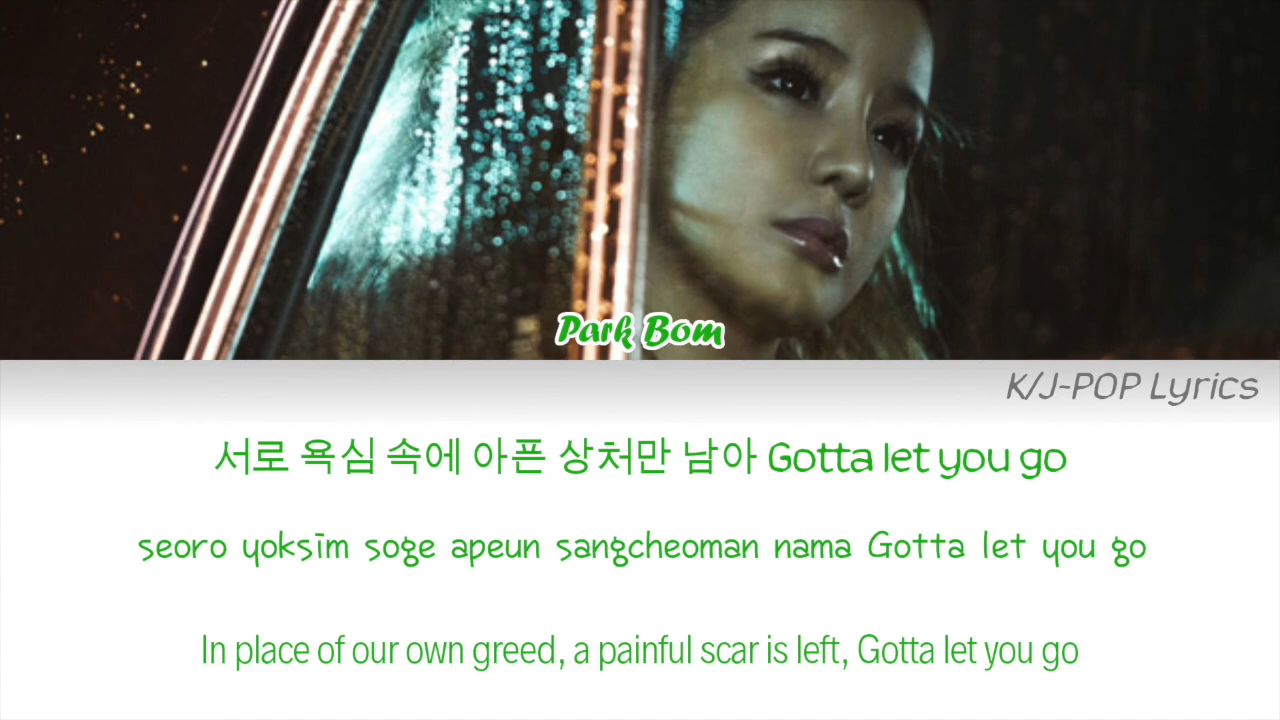 Park Bom
K/J-POP Lyrics
서로 욕심 속에 아픈 상처만 남아 Gotta let you go
seoro yoksim soge apeun sangcheoman nama Gotta let you go
In place of our own greed, a painful scar is left, Gotta let you go